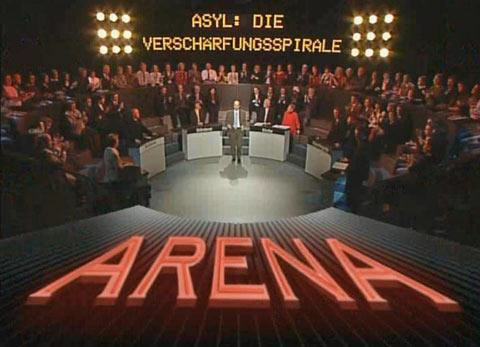 ASYL: DIE
VERSCHÄRFUNGSSPIRALE
ARENA